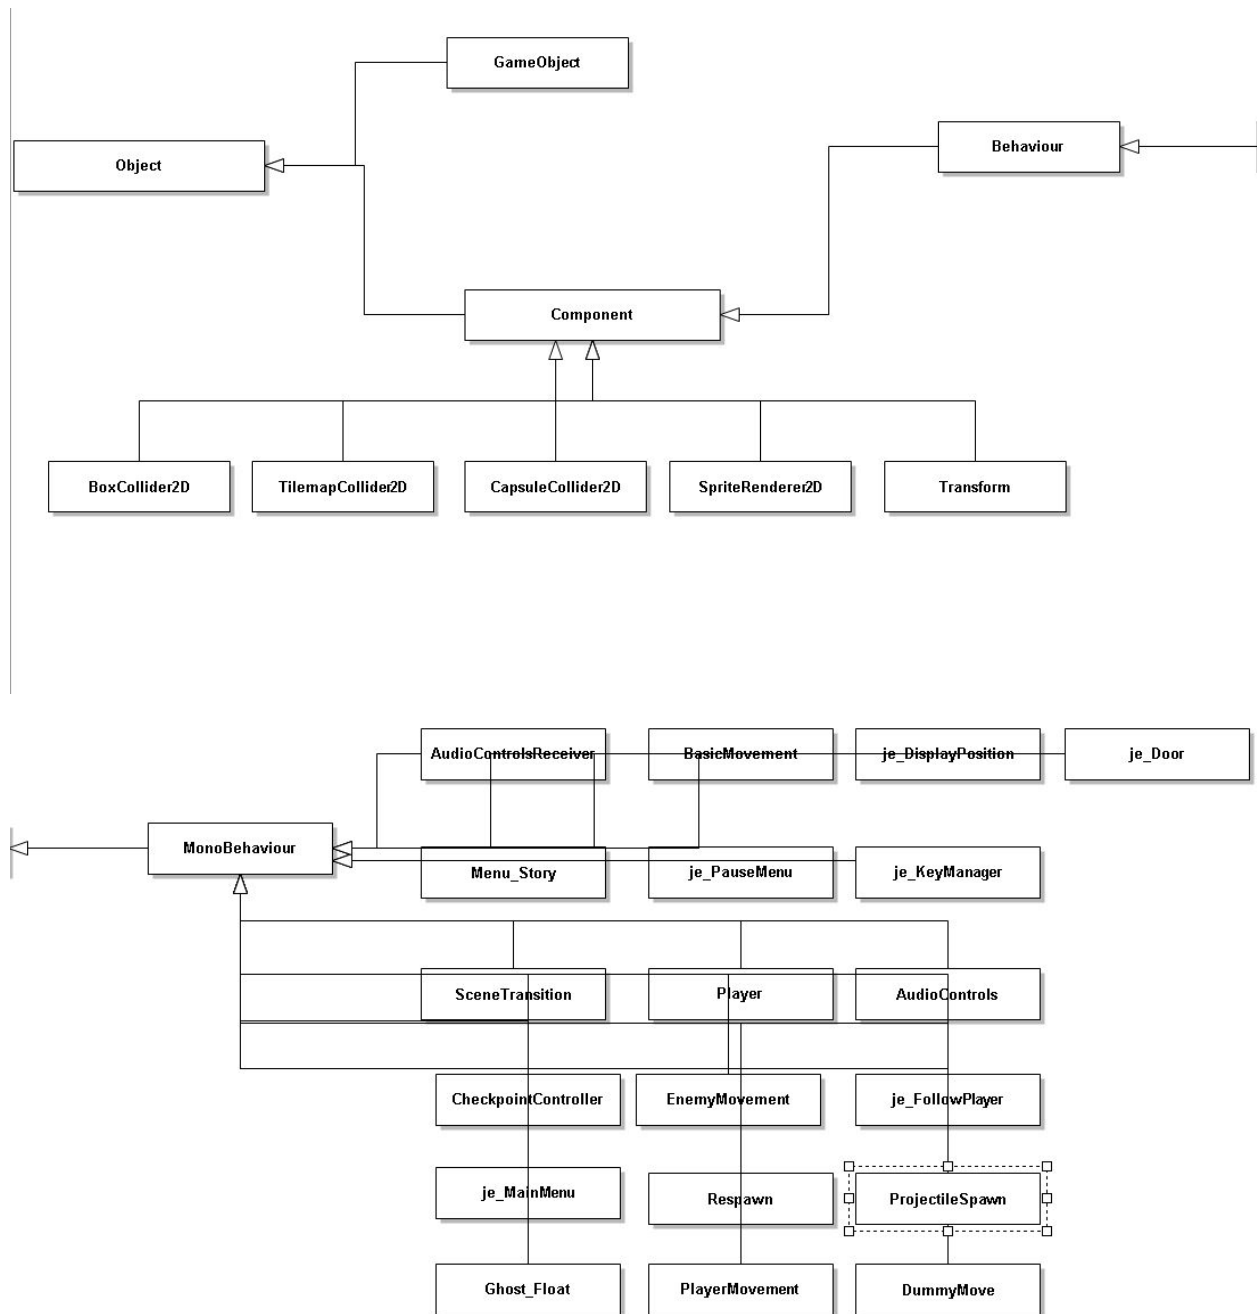 GameObject
Object
Behaviour
Component
BoxCollider2D
TilemapCollider2D
CapsuleCollider2D
SpriteRenderer2D
Transform
AudioControlsReceiver
BasicMovement
je_DisplayPosition
je_Door
MonoBehaviour
Menu_Story
je_PauseMenu
je_KeyManager
SceneTransition
Player
AudioControls
CheckpointController
EnemyMovement
je_FollowPlayer
je_MainMenu
Respawn
ProjectileSpawn
Ghost_Float
PlayerMovement
DummyMove